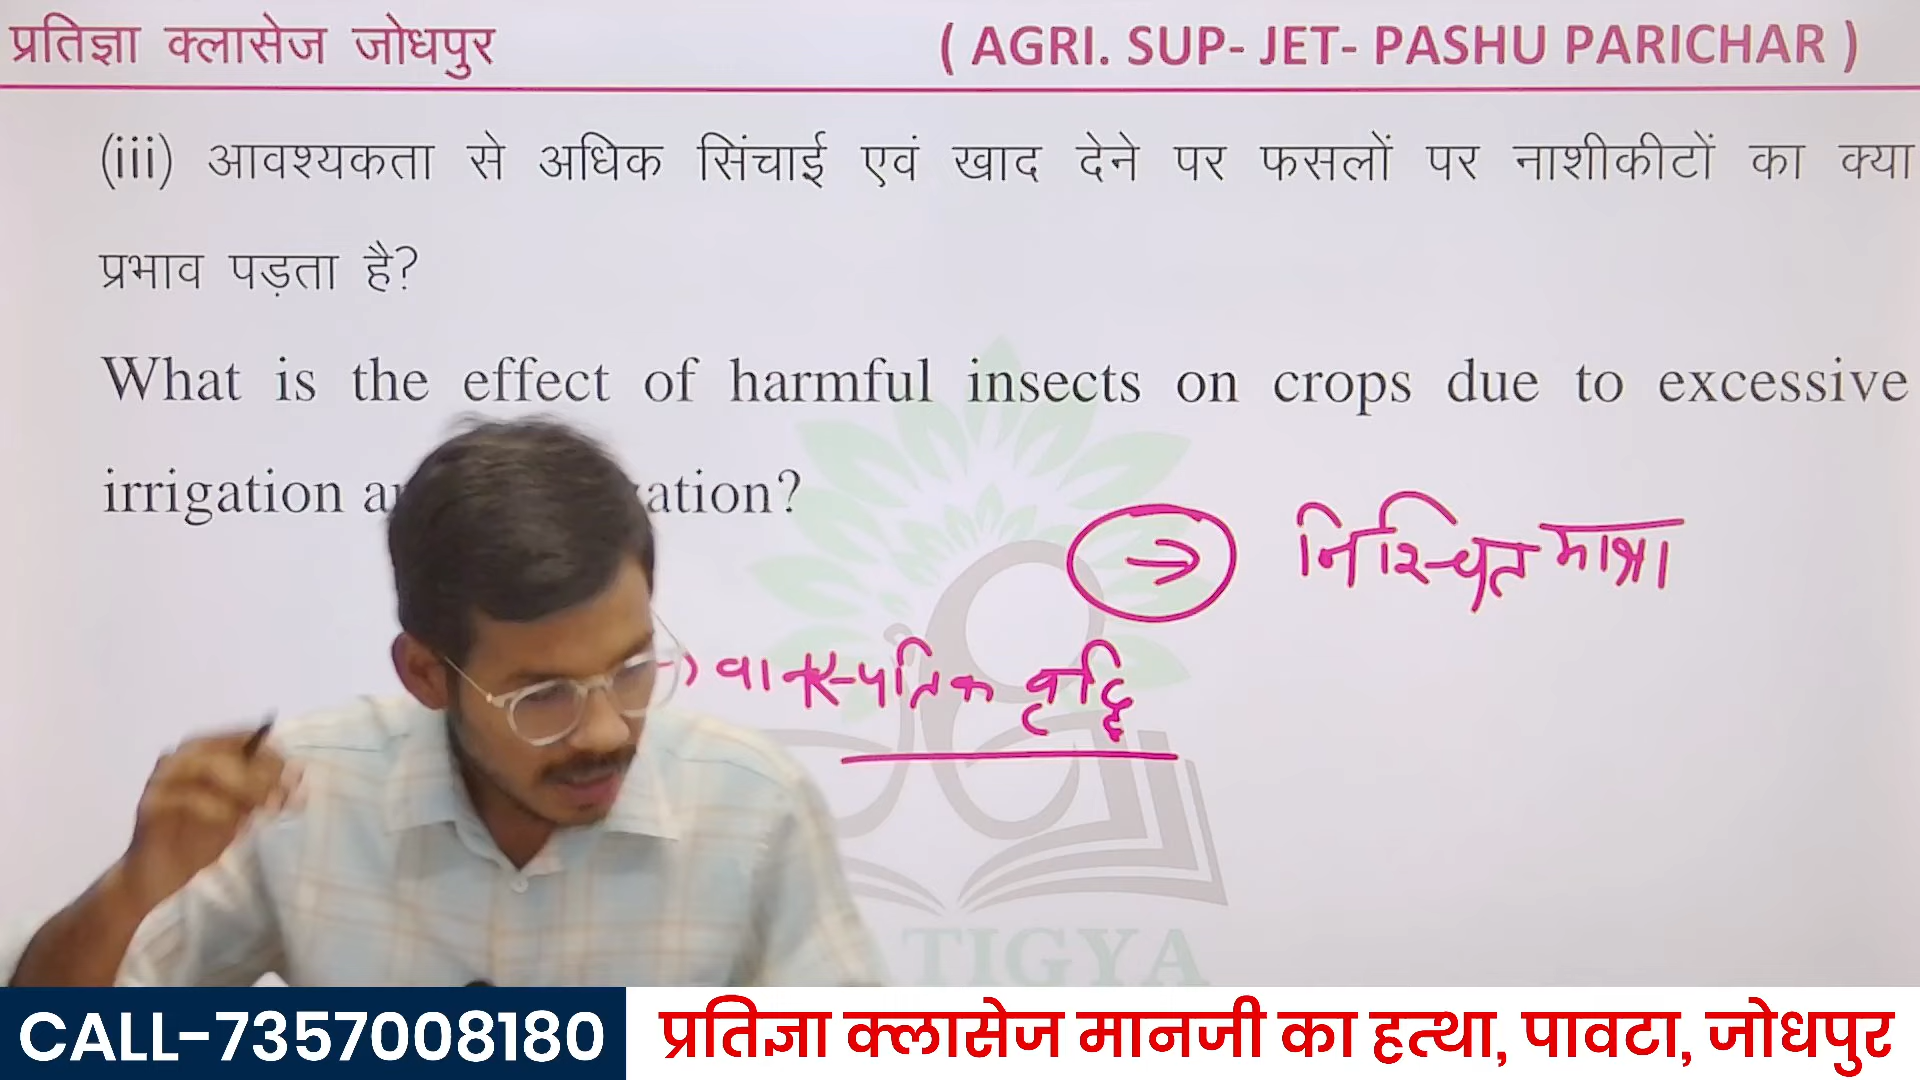 प्रतिज्ञा क्लासेज जोधपुर
( AGRI. SUP- JET- PASHU PARICHAR )
(iii) आवश्यकता से अधिक सिंचाई एवं खाद देने पर फसलों पर नाशीकीटों का क्या
प्रभाव पड़ता है?
What is the effect of harmful insects on crops due to excessive
irrigation
निश्चित मात्रा
वानस्पतिक वृद्धि
TIGYA
CALL-7357008180
प्रतिज्ञा क्लासेज मानजी का हत्था, पावटा, जोधपुर